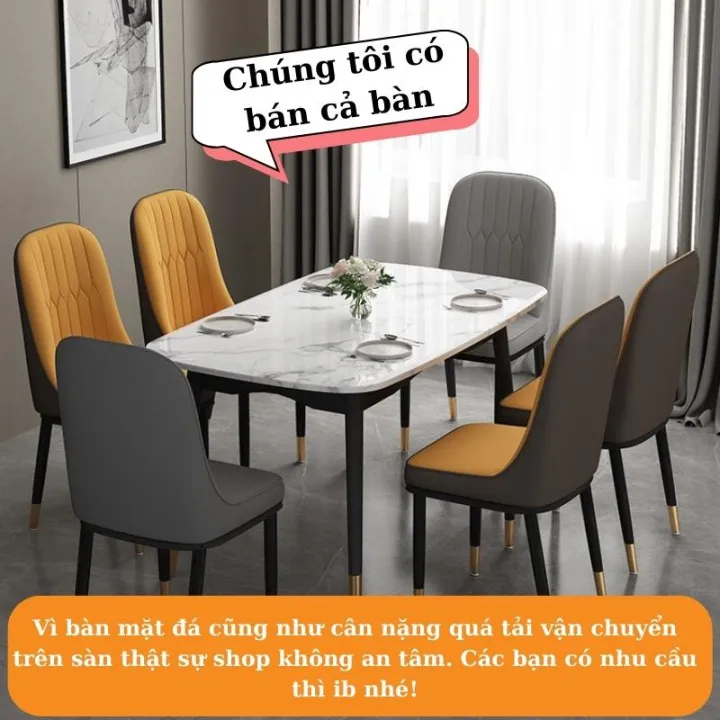 Chúng tôi có
bán cả bàn
Vì bàn mặt đá cũng như cân nặng quá tải vận chuyển
trên sàn thật sự shop không an tâm. Các bạn có nhu cầu
thì ib nhé!